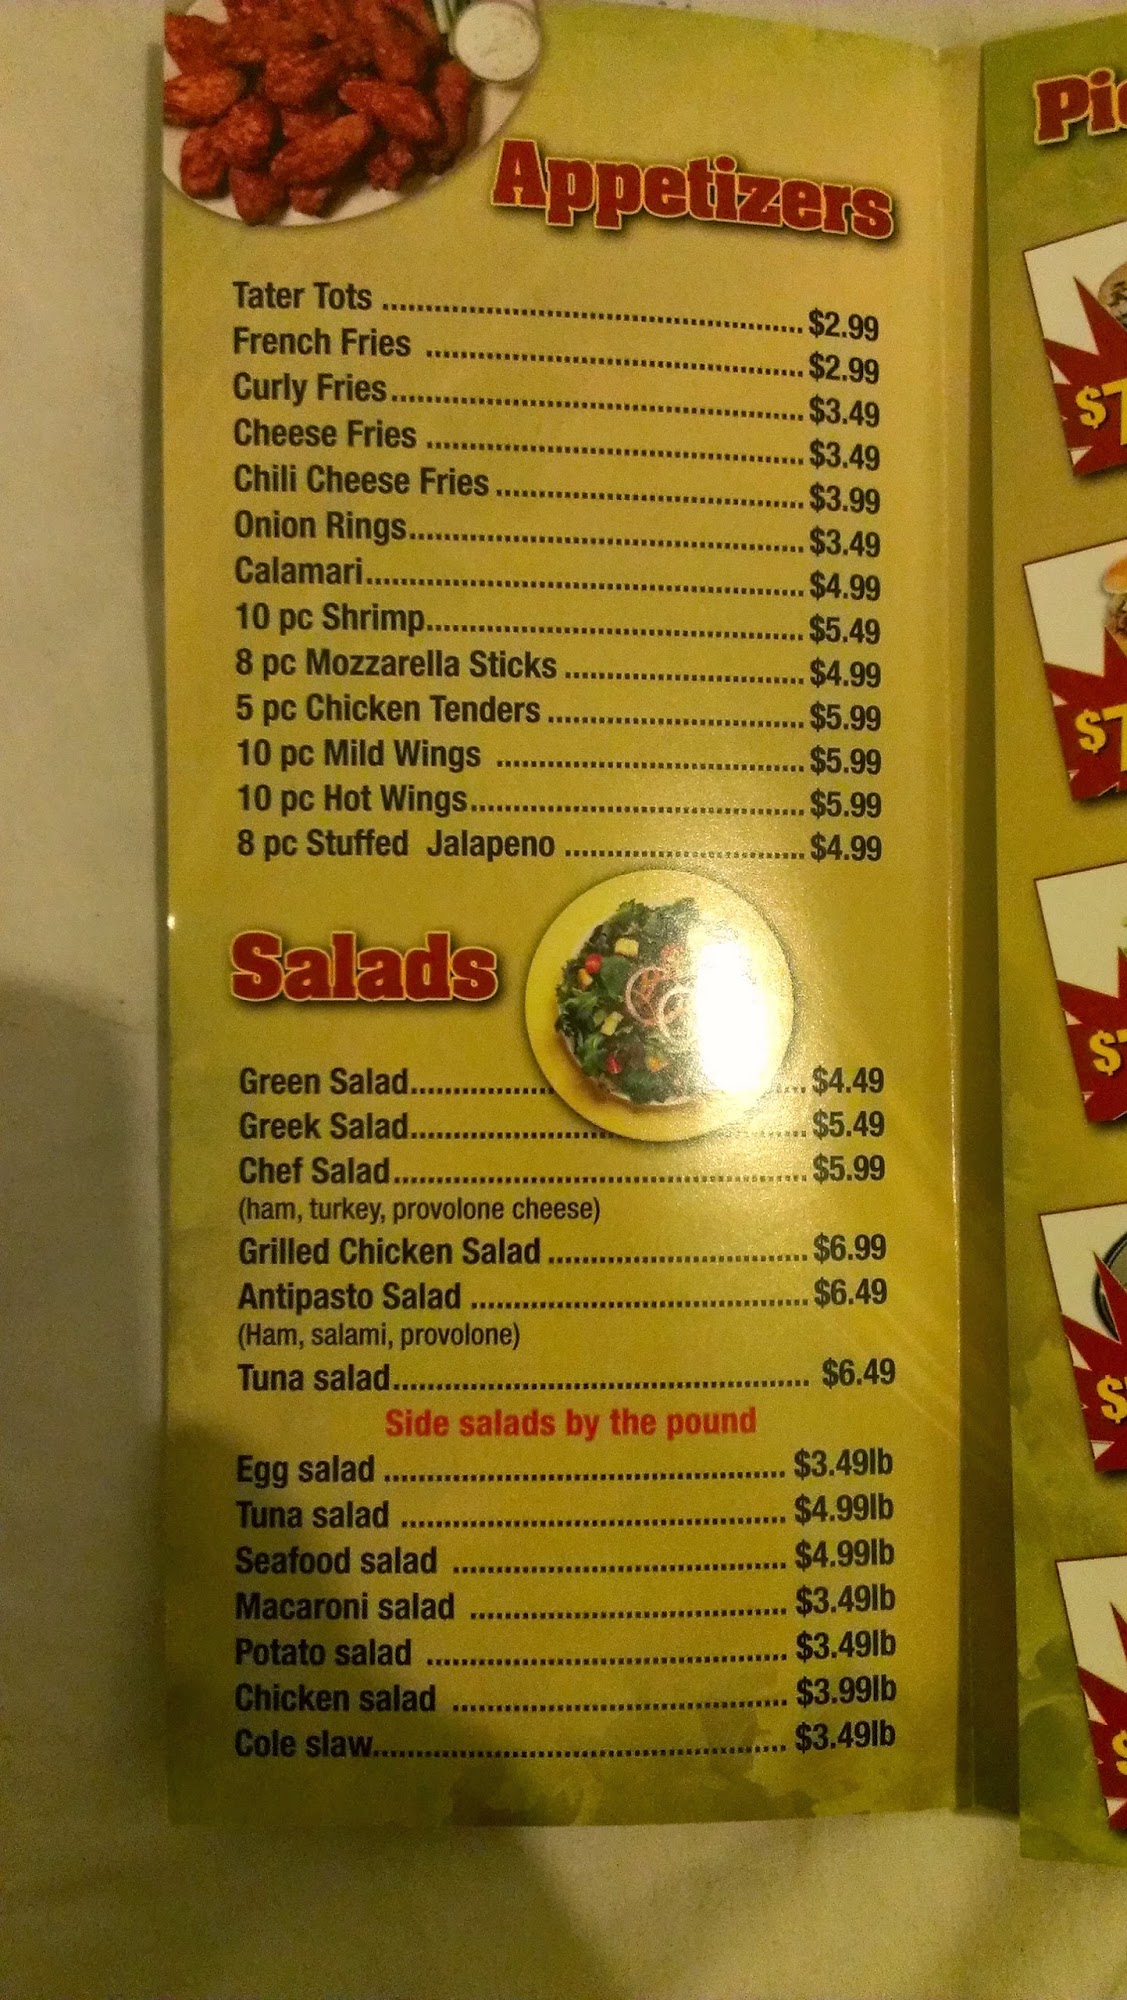 Appetizers
Tater Tots ................................................ $2.99
French Fries ............................................ $2.99
Curly Fries................................................ $3.49
Cheese Fries ............................................ $3.49
Chili Cheese Fries .................................... $3.99
Onion Rings.............................................. $3.49
Calamari................................................... $4.99
10 pc Shrimp............................................ $5.49
8 pc Mozzarella Sticks ............................ $4.99
5 pc Chicken Tenders .............................. $5.99
10 pc Mild Wings .................................... $5.99
10 pc Hot Wings....................................... $5.99
8 pc Stuffed Jalapeno ............................ $4.99
Salads
Green Salad.............................................. $4.49
Greek Salad.............................................. $5.49
Chef Salad................................................ $5.99
(ham, turkey, provolone cheese)
Grilled Chicken Salad .............................. $6.99
Antipasto Salad ....................................... $6.49
(Ham, salami, provolone)
Tuna salad................................................ $6.49
Side salads by the pound
Egg salad .............................................. $3.49lb
Tuna salad ............................................ $4.99lb
Seafood salad ...................................... $4.99lb
Macaroni salad .................................... $3.49lb
Potato salad ......................................... $3.49lb
Chicken salad ...................................... $3.99lb
Cole slaw............................................... $3.49lb